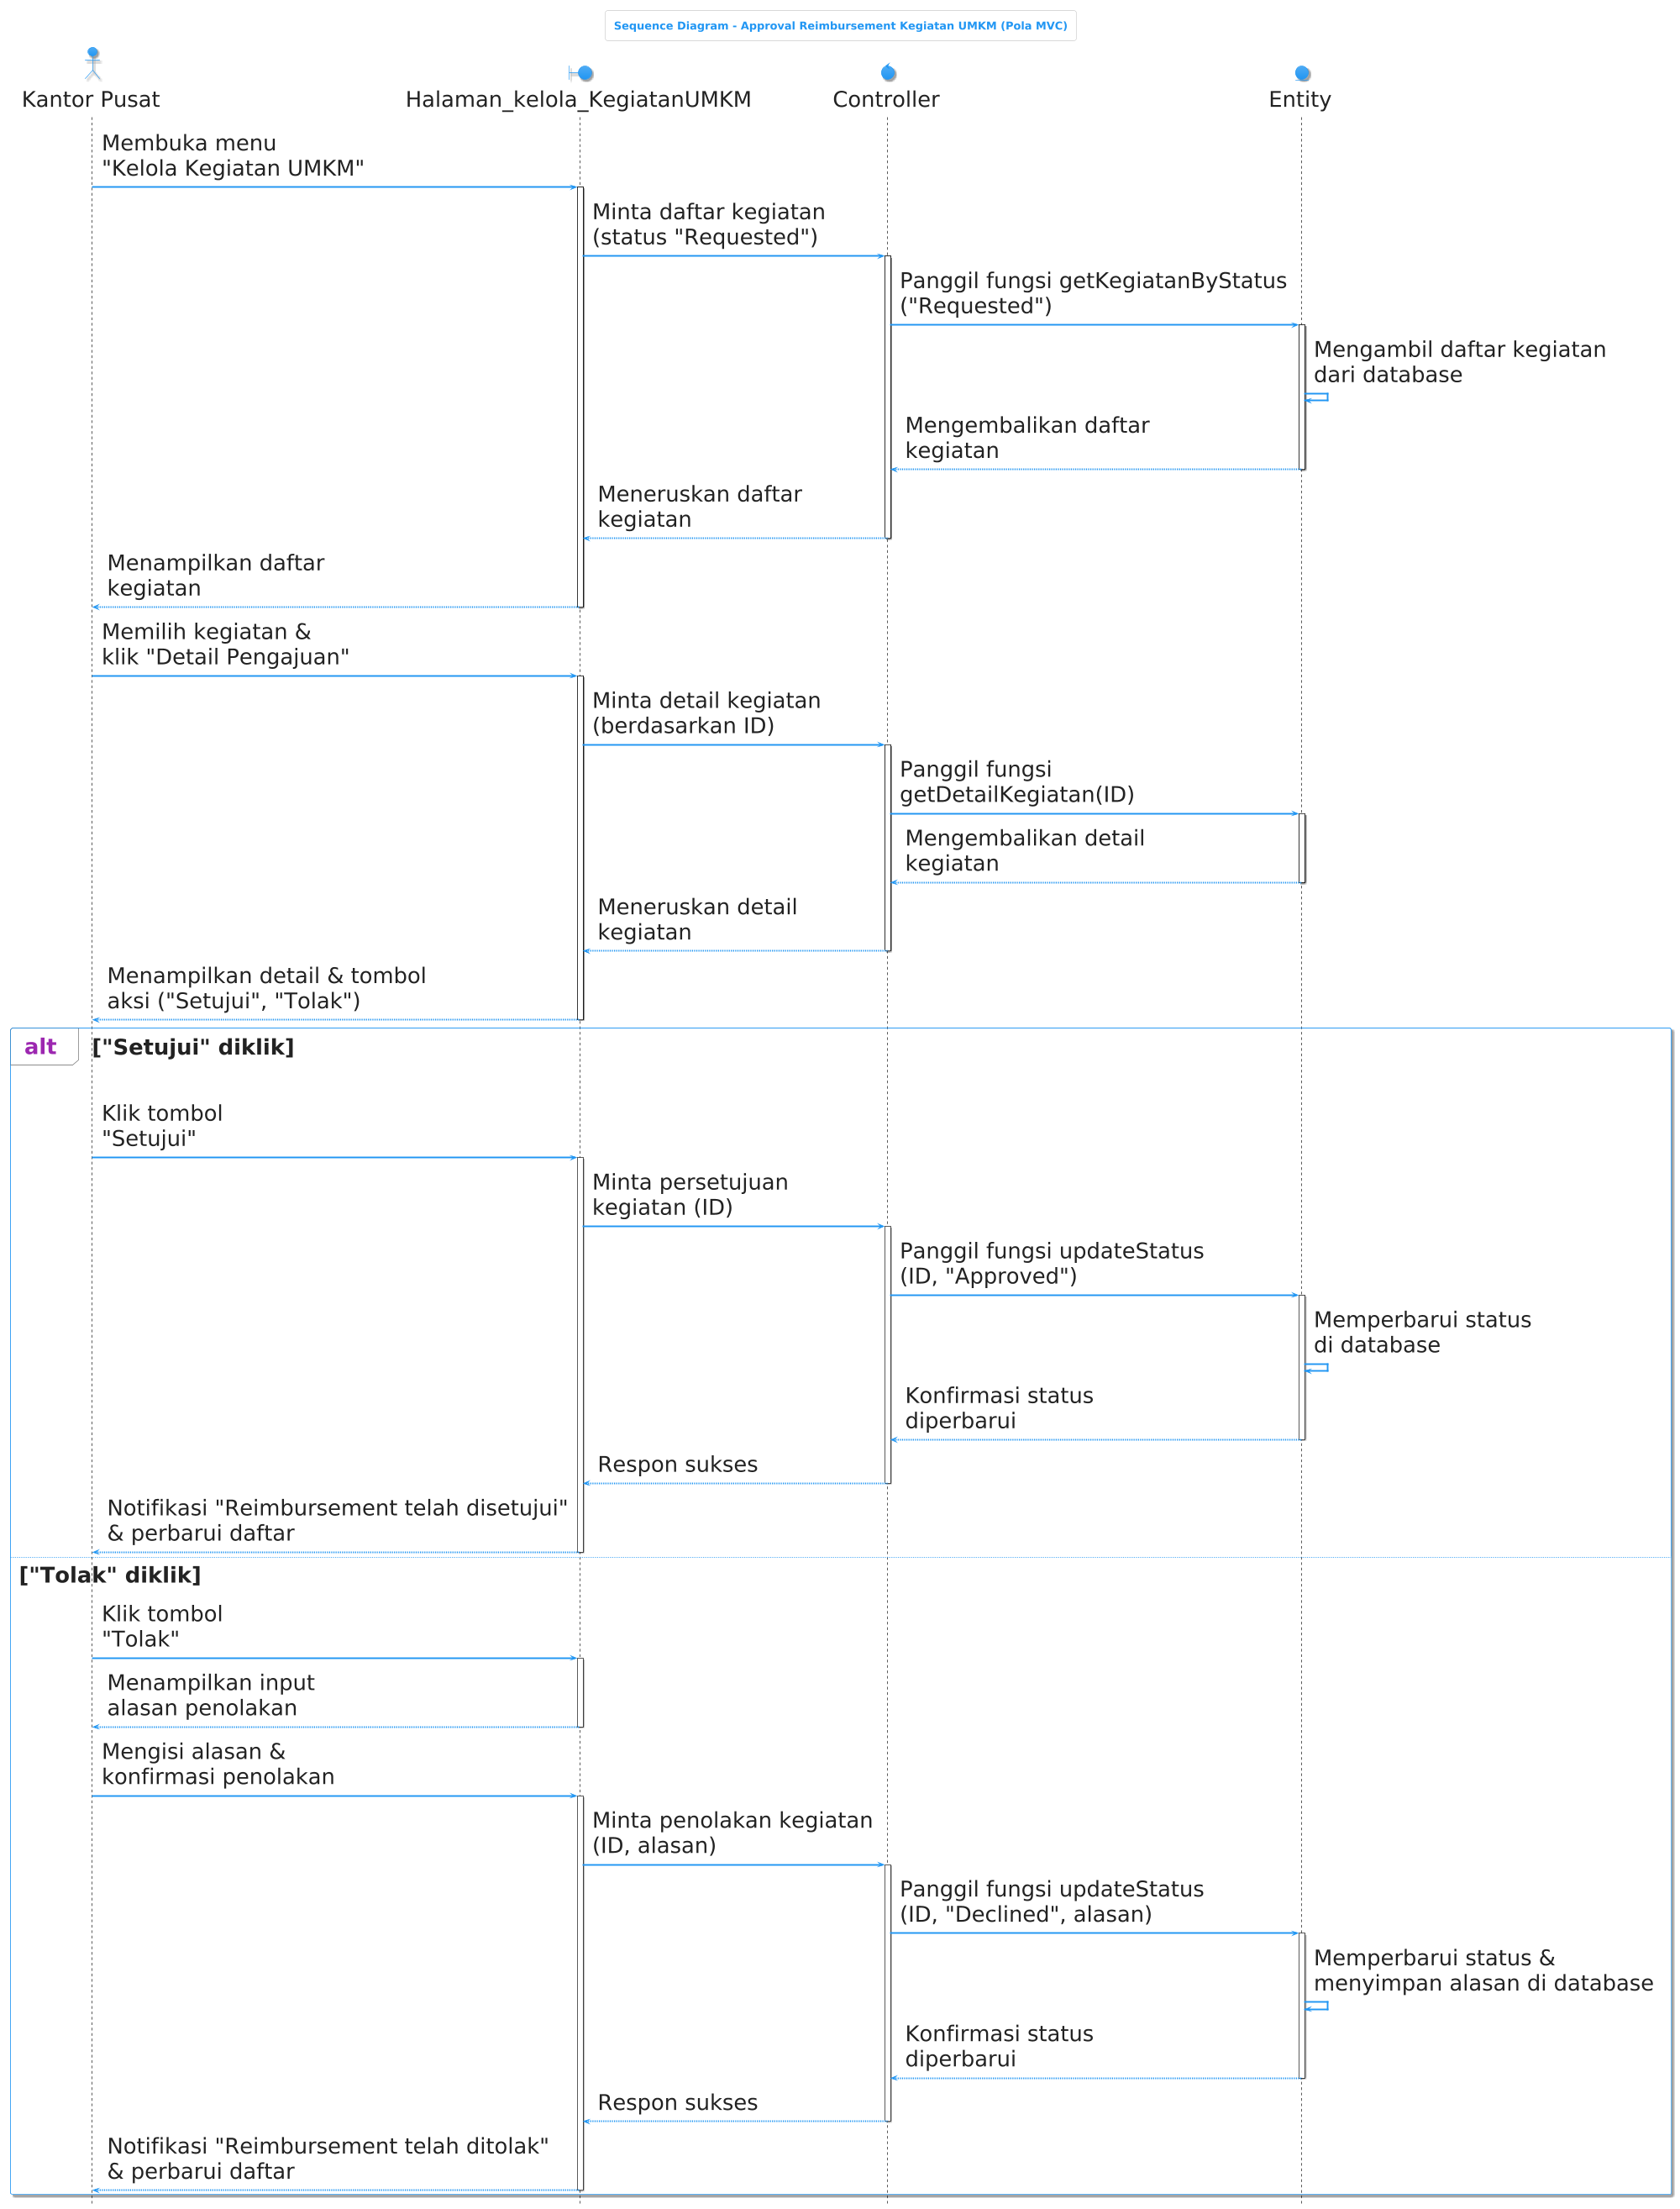 Sequence Diagram - Approval Reimbursement Kegiatan UMKM (Pola MVC)
Kantor Pusat
Halaman_kelola_KegiatanUMKM
Controller
Entity
Membuka menu
"Kelola Kegiatan UMKM"
Minta daftar kegiatan
(status "Requested")
Panggil fungsi getKegiatanByStatus
("Requested")
Mengambil daftar kegiatan
dari database
Mengembalikan daftar
kegiatan
Meneruskan daftar
kegiatan
Menampilkan daftar
kegiatan
Memilih kegiatan &
klik "Detail Pengajuan"
Minta detail kegiatan
(berdasarkan ID)
Panggil fungsi
getDetailKegiatan(ID)
Mengembalikan detail
kegiatan
Meneruskan detail
kegiatan
Menampilkan detail & tombol
aksi ("Setujui", "Tolak")
alt
["Setujui" diklik]
Klik tombol
"Setujui"
Minta persetujuan
kegiatan (ID)
Panggil fungsi updateStatus
(ID, "Approved")
Memperbarui status
di database
Konfirmasi status
diperbarui
Respon sukses
Notifikasi "Reimbursement telah disetujui"
& perbarui daftar
["Tolak" diklik]
Klik tombol
"Tolak"
Menampilkan input
alasan penolakan
Mengisi alasan &
konfirmasi penolakan
Minta penolakan kegiatan
(ID, alasan)
Panggil fungsi updateStatus
(ID, "Declined", alasan)
Memperbarui status &
menyimpan alasan di database
Konfirmasi status
diperbarui
Respon sukses
Notifikasi "Reimbursement telah ditolak"
& perbarui daftar